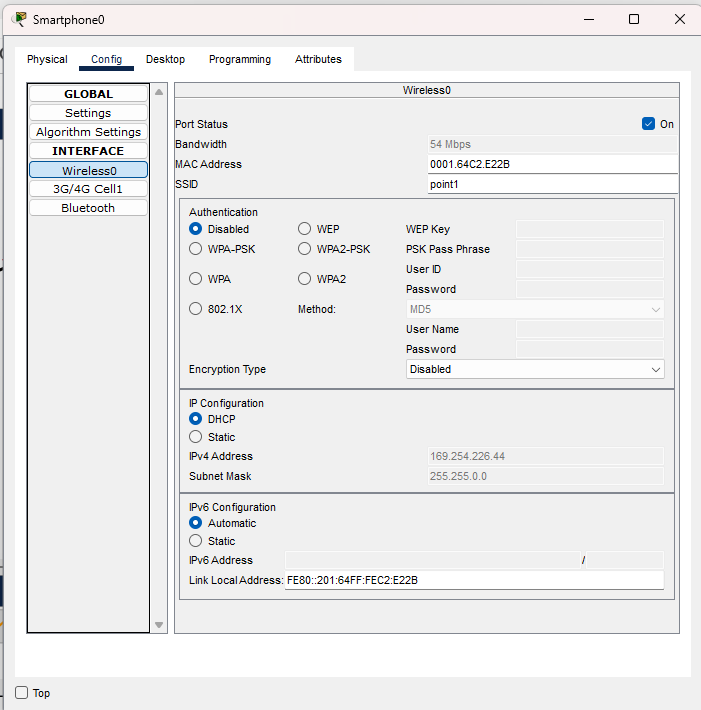 Smartphone0
Physical Config Desktop Programming Attributes
GLOBAL
Settings
Algorithm Settings
INTERFACE
Wireless0
3G/4G Cell1
Bluetooth
Wireless0
Port Status On
Bandwidth 54 Mbps
MAC Address 0001.64C2.E22B
SSID point1
Authentication
Disabled WEP WEP Key
WPA-PSK WPA2-PSK PSK Pass Phrase
User ID
WPA WPA2
Password
802.1X Method: MD5
User Name
Password
Encryption Type Disabled
IP Configuration
DHCP
Static
IPv4 Address 169.254.226.44
Subnet Mask 255.255.0.0
IPv6 Configuration
Automatic
Static
IPv6 Address /
Link Local Address: FE80::201:64FF:FEC2:E22B
Top